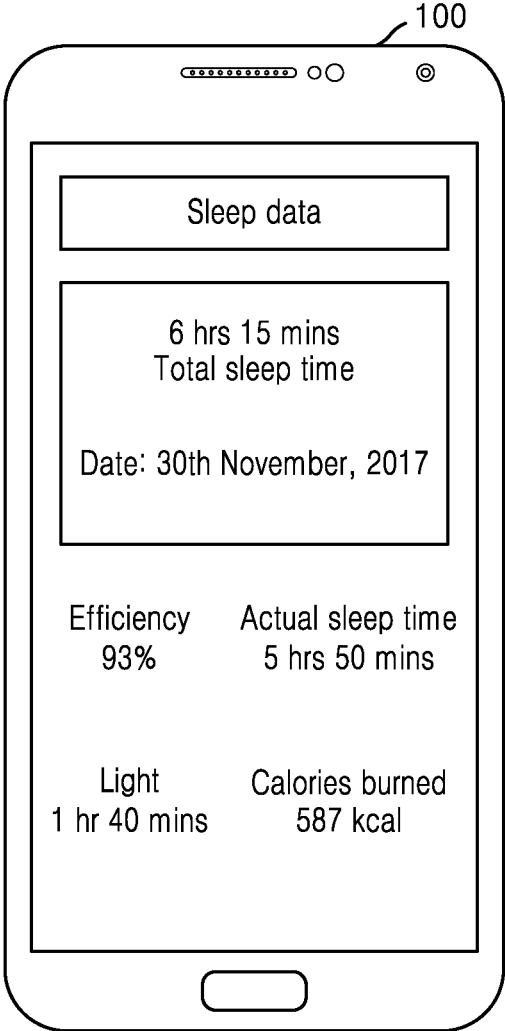 100
Sleep data
6 hrs 15 mins
Total sleep time
Date: 30th November, 2017
Efficiency
93%
Actual sleep time
5 hrs 50 mins
Light
1 hr 40 mins
Calories burned
587 kcal